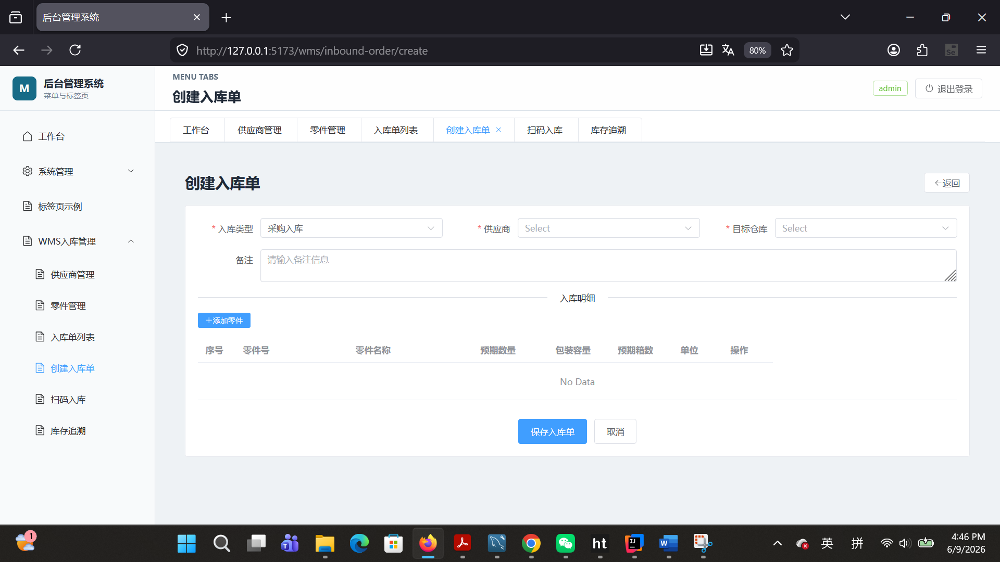 后台管理系统
http://127.0.0.1:5173/wms/inbound-order/create
80%
Se
M
后台管理系统
菜单与标签页
MENU TABS
创建入库单
admin
退出登录
工作台
供应商管理
零件管理
入库单列表
创建入库单
扫码入库
库存追溯
工作台
系统管理
标签页示例
WMS入库管理
供应商管理
零件管理
入库单列表
创建入库单
扫码入库
库存追溯
创建入库单
返回
* 入库类型
采购入库
* 供应商
Select
* 目标仓库
Select
备注
请输入备注信息
入库明细
添加零件
序号 零件号 零件名称 预期数量 包装容量 预期箱数 单位 操作
No Data
保存入库单
取消
1
T
ht
IJ
W
英
拼
4:46 PM
6/9/2026